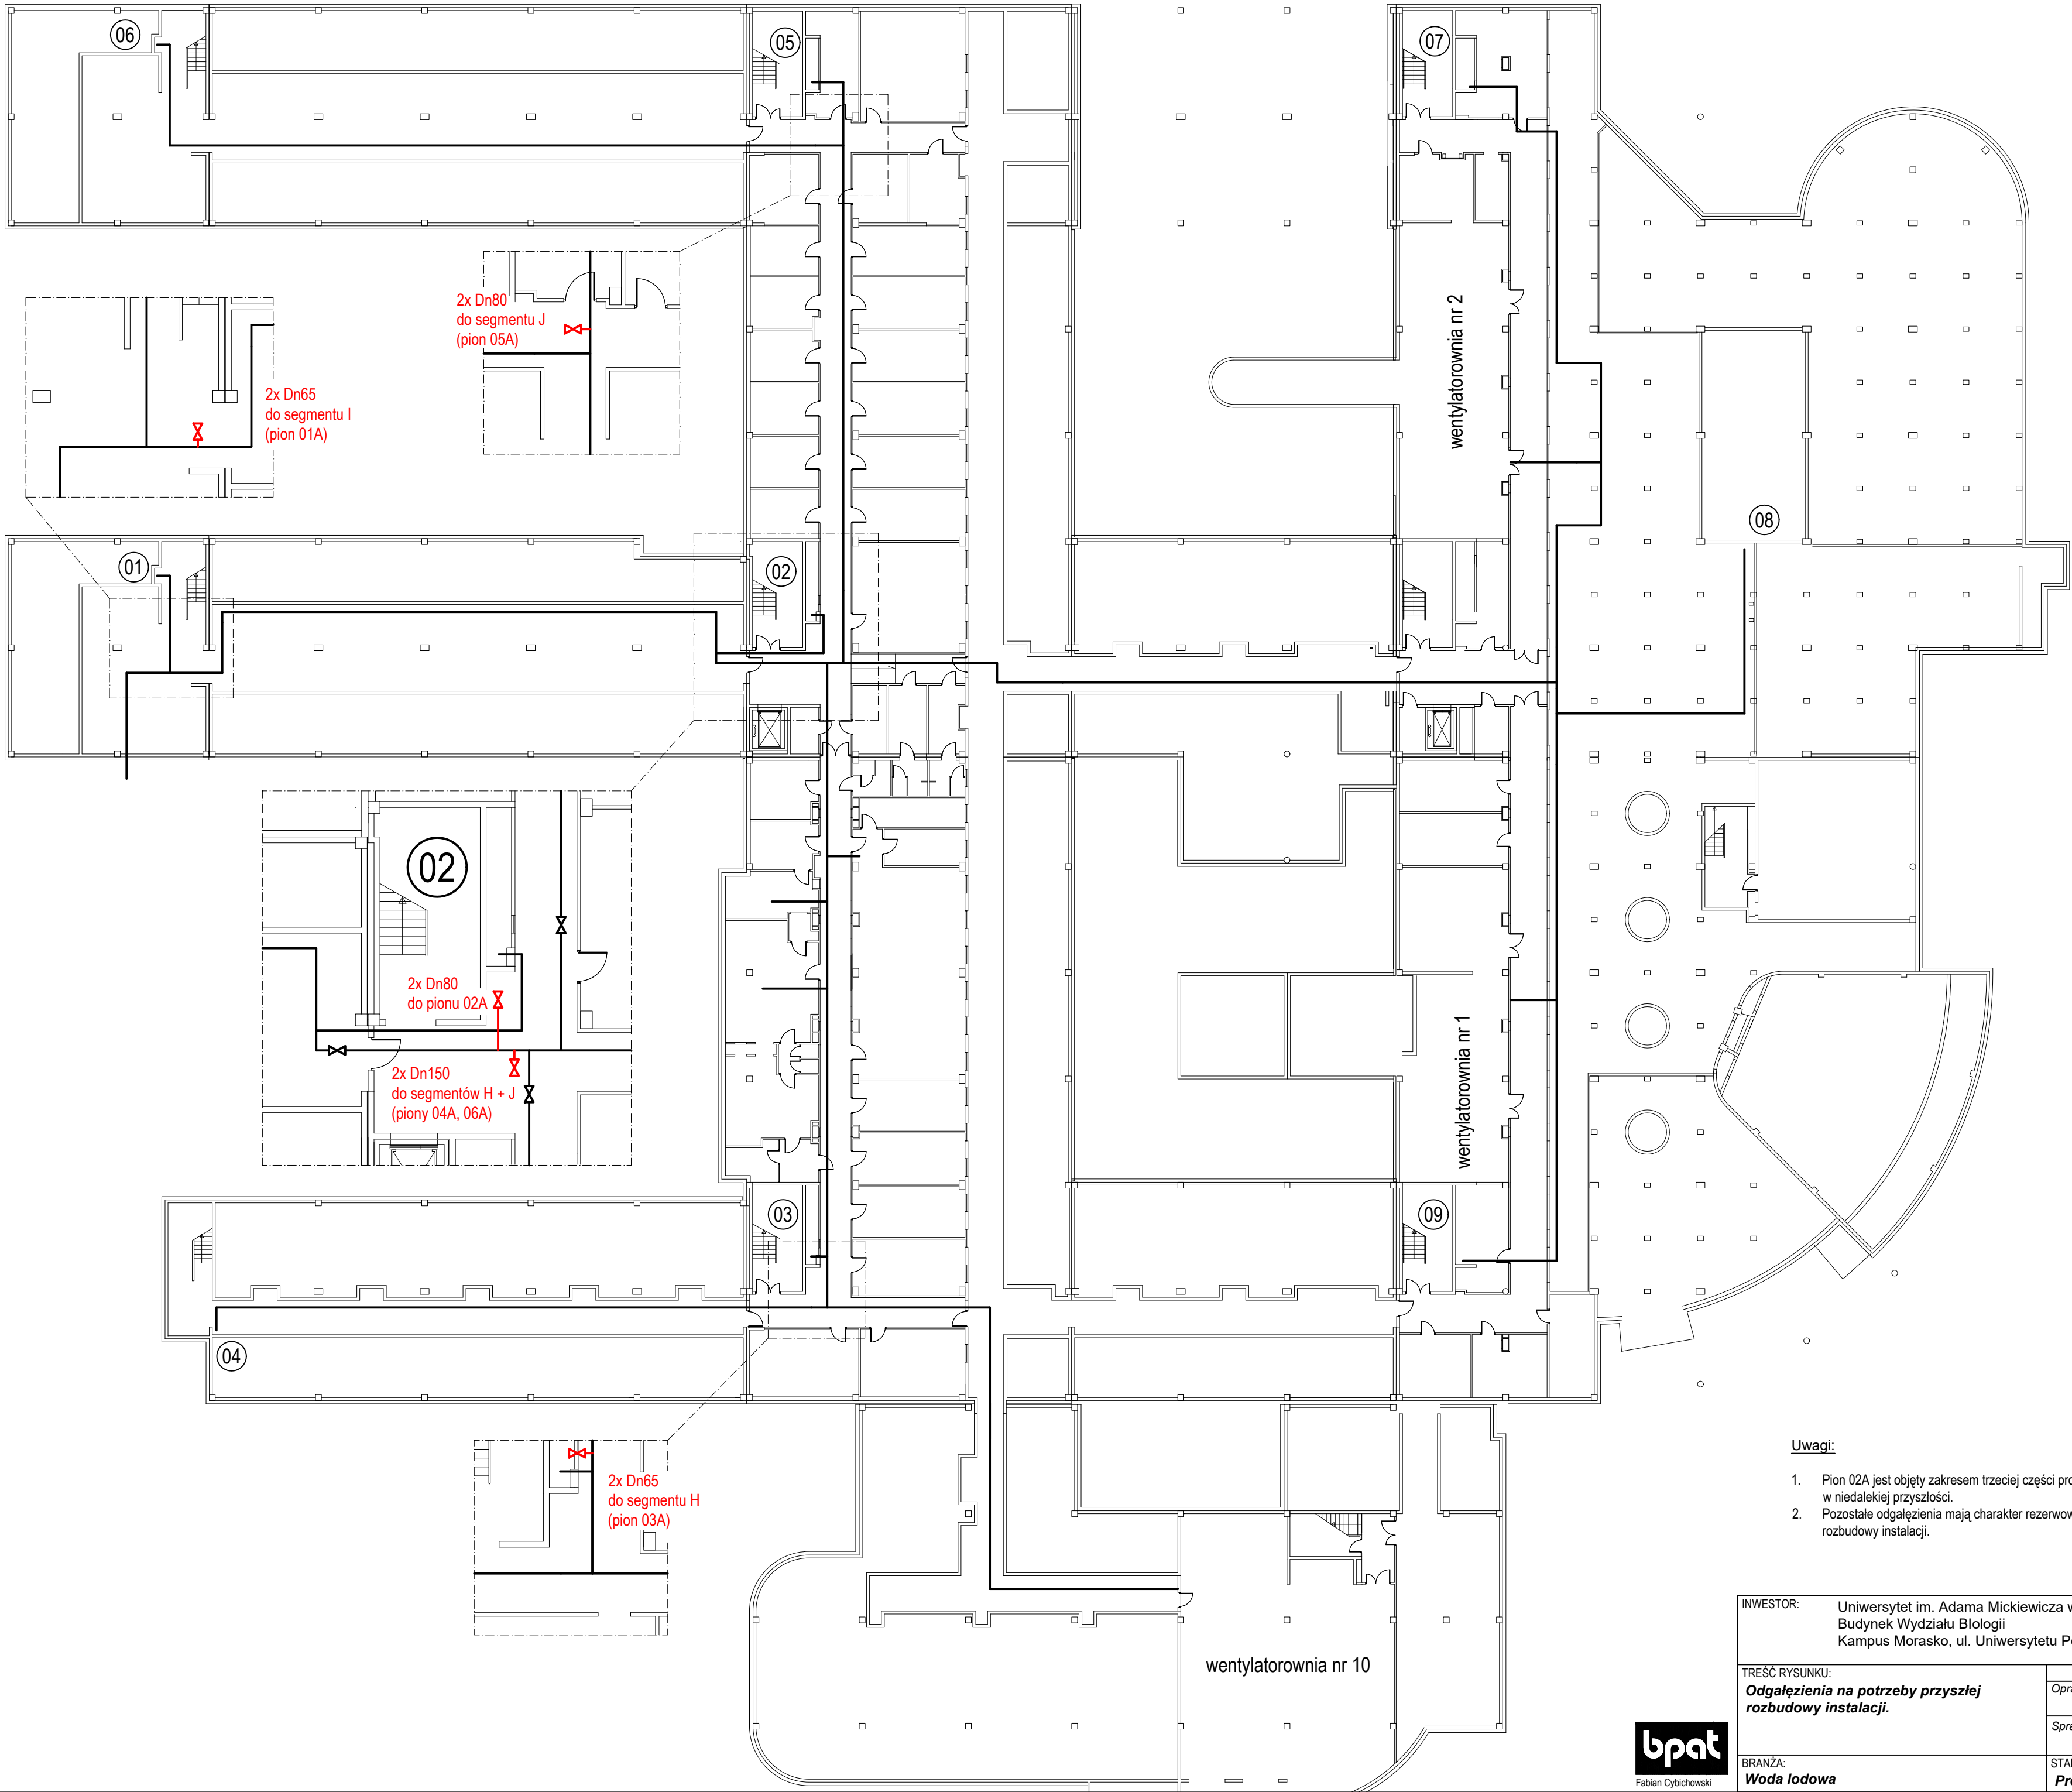 06
05
07
2x Dn80
do segmentu J
(pion 05A)
2x Dn65
do segmentu I
(pion 01A)
wentylatorownia nr 2
08
01
02
02
2x Dn80
do pionu 02A
2x Dn150
do segmentów H + J
(piony 04A, 06A)
wentylatorownia nr 1
03
09
04
2x Dn65
do segmentu H
(pion 03A)
wentylatorownia nr 10
Uwagi:
1. Pion 02A jest objęty zakresem trzeciej części
w niedalekiej przyszłości.
2. Pozostałe odgałęzienia mają charakter
rozbudowy instalacji.
INWESTOR: Uniwersytet im. Adama Mickiewicza
Budynek Wydziału BIologii
Kampus Morasko, ul. Uniwersytetu
TREŚĆ RYSUNKU:
Odgałęzienia na potrzeby przyszłej
rozbudowy instalacji.
BRANŻA:
Woda lodowa
bpat
Fabian Cybichowski